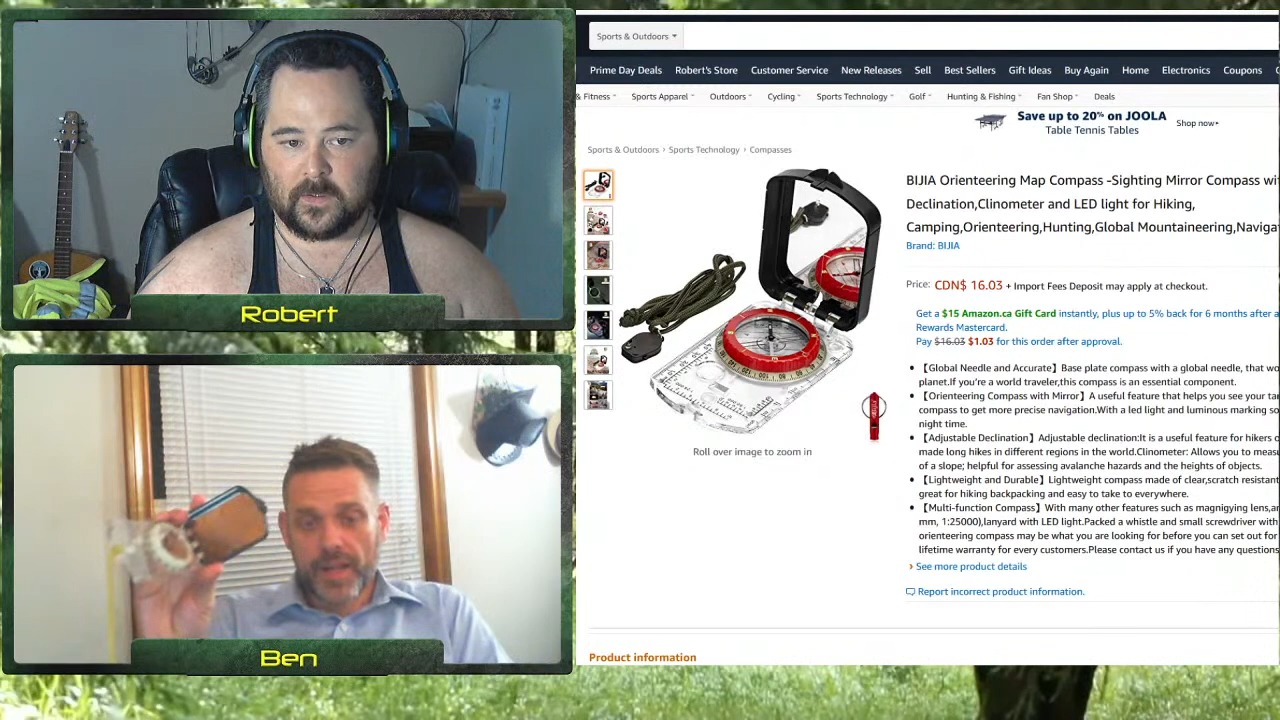 Robert
Ben
Sports & Outdoors
Prime Day Deals Robert's Store Customer Service New Releases Sell Best Sellers Gift Ideas Buy Again Home Electronics Coupons
& Fitness Sports Apparel Outdoors Cycling Sports Technology Golf Hunting & Fishing Fan Shop Deals
Save up to 20% on JOOLA
Table Tennis Tables
Shop now▸
Sports & Outdoors › Sports Technology › Compasses
Roll over image to zoom in
BIJIA Orienteering Map Compass -Sighting Mirror Compass wi
Declination,Clinometer and LED light for Hiking,
Camping,Orienteering,Hunting,Global Mountaineering,Naviga
Brand: BIJIA
Price: CDN$ 16.03 + Import Fees Deposit may apply at checkout.
Get a $15 Amazon.ca Gift Card instantly, plus up to 5% back for 6 months after a
Rewards Mastercard.
Pay $16.03 $1.03 for this order after approval.
• 【Global Needle and Accurate】Base plate compass with a global needle, that wo
planet.If you're a world traveler,this compass is an essential component.
• 【Orienteering Compass with Mirror】A useful feature that helps you see your tar
compass to get more precise navigation.With a led light and luminous marking so
night time.
• 【Adjustable Declination】Adjustable declination:It is a useful feature for hikers o
made long hikes in different regions in the world.Clinometer: Allows you to meas
of a slope; helpful for assessing avalanche hazards and the heights of objects.
• 【Lightweight and Durable】Lightweight compass made of clear,scratch resistant
great for hiking backpacking and easy to take to everywhere.
• 【Multi-function Compass】With many other features such as magnigying lens,a
mm, 1:25000),lanyard with LED light.Packed a whistle and small screwdriver with
orienteering compass may be what you are looking for before you can set out for
lifetime warranty for every customers.Please contact us if you have any questions
› See more product details
Report incorrect product information.
Product information